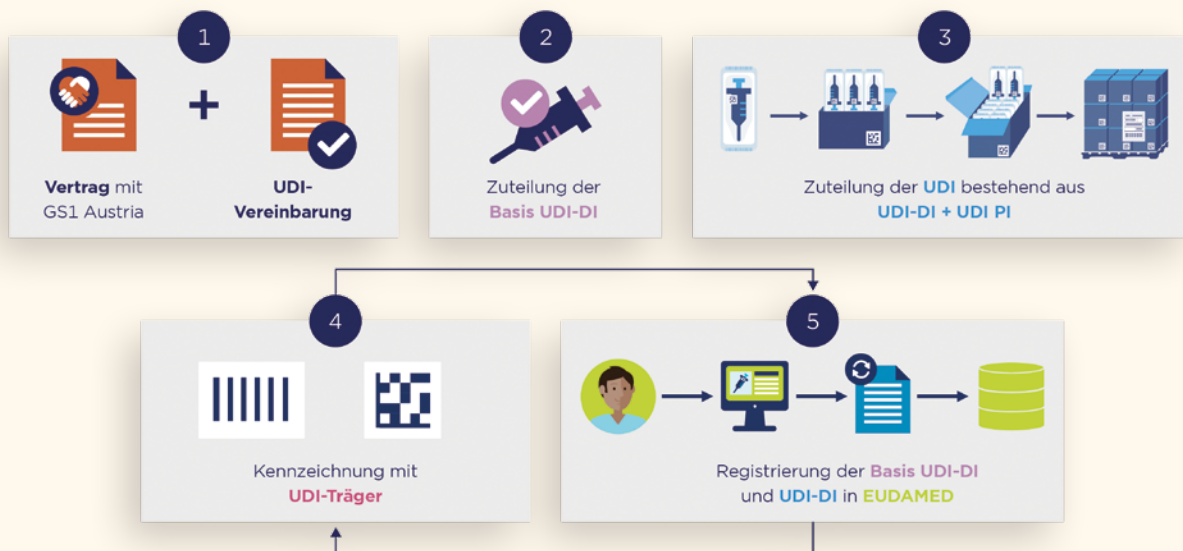 1
Vertrag mit
GS1 Austria
+
UDI-
Vereinbarung
2
Zuteilung der
Basis UDI-DI
3
Zuteilung der UDI bestehend aus
UDI-DI + UDI PI
4
Kennzeichnung mit
UDI-Träger
5
Registrierung der Basis UDI-DI
und UDI-DI in EUDAMED